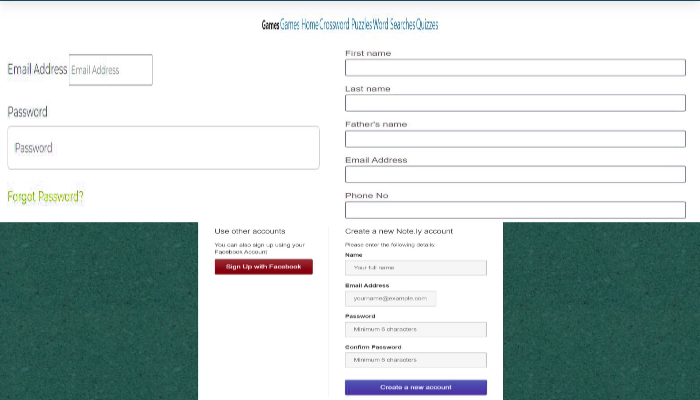 Games Games Home Crossword Puzzles Word Searches Quizzes
Email Address Email Address
Password
Password
Forgot Password?
First name
Last name
Father's name
Email Address
Phone No
Use other accounts
You can also sign up using your
Facebook Account
Sign Up with Facebook
Create a new Note.ly account
Please enter the following details.
Name
Your full name
Email Address
yourname@example.com
Password
Minimum 6 characters
Confirm Password
Minimum 6 characters
Create a new account